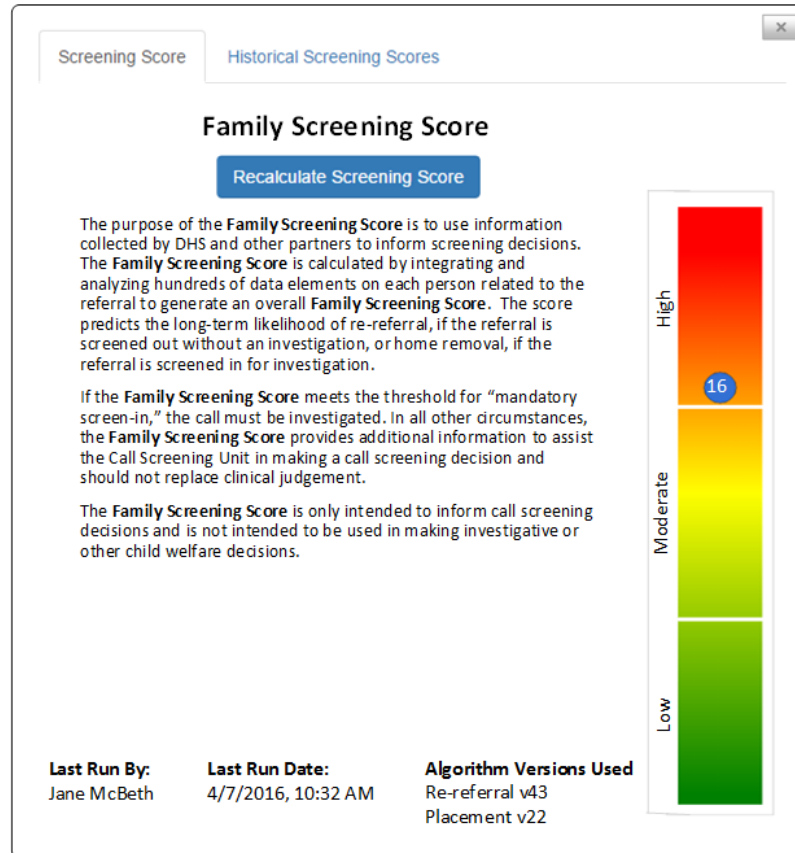 ×
Screening Score
Historical Screening Scores
Family Screening Score
Recalculate Screening Score
The purpose of the Family Screening Score is to use information
collected by DHS and other partners to inform screening decisions.
The Family Screening Score is calculated by integrating and
analyzing hundreds of data elements on each person related to the
referral to generate an overall Family Screening Score. The score
predicts the long-term likelihood of re-referral, if the referral is
screened out without an investigation, or home removal, if the
referral is screened in for investigation.
If the Family Screening Score meets the threshold for “mandatory
screen-in,” the call must be investigated. In all other circumstances,
the Family Screening Score provides additional information to assist
the Call Screening Unit in making a call screening decision and
should not replace clinical judgement.
The Family Screening Score is only intended to inform call screening
decisions and is not intended to be used in making investigative or
other child welfare decisions.
High
16
Moderate
Low
Last Run By:
Jane McBeth
Last Run Date:
4/7/2016, 10:32 AM
Algorithm Versions Used
Re-referral v43
Placement v22